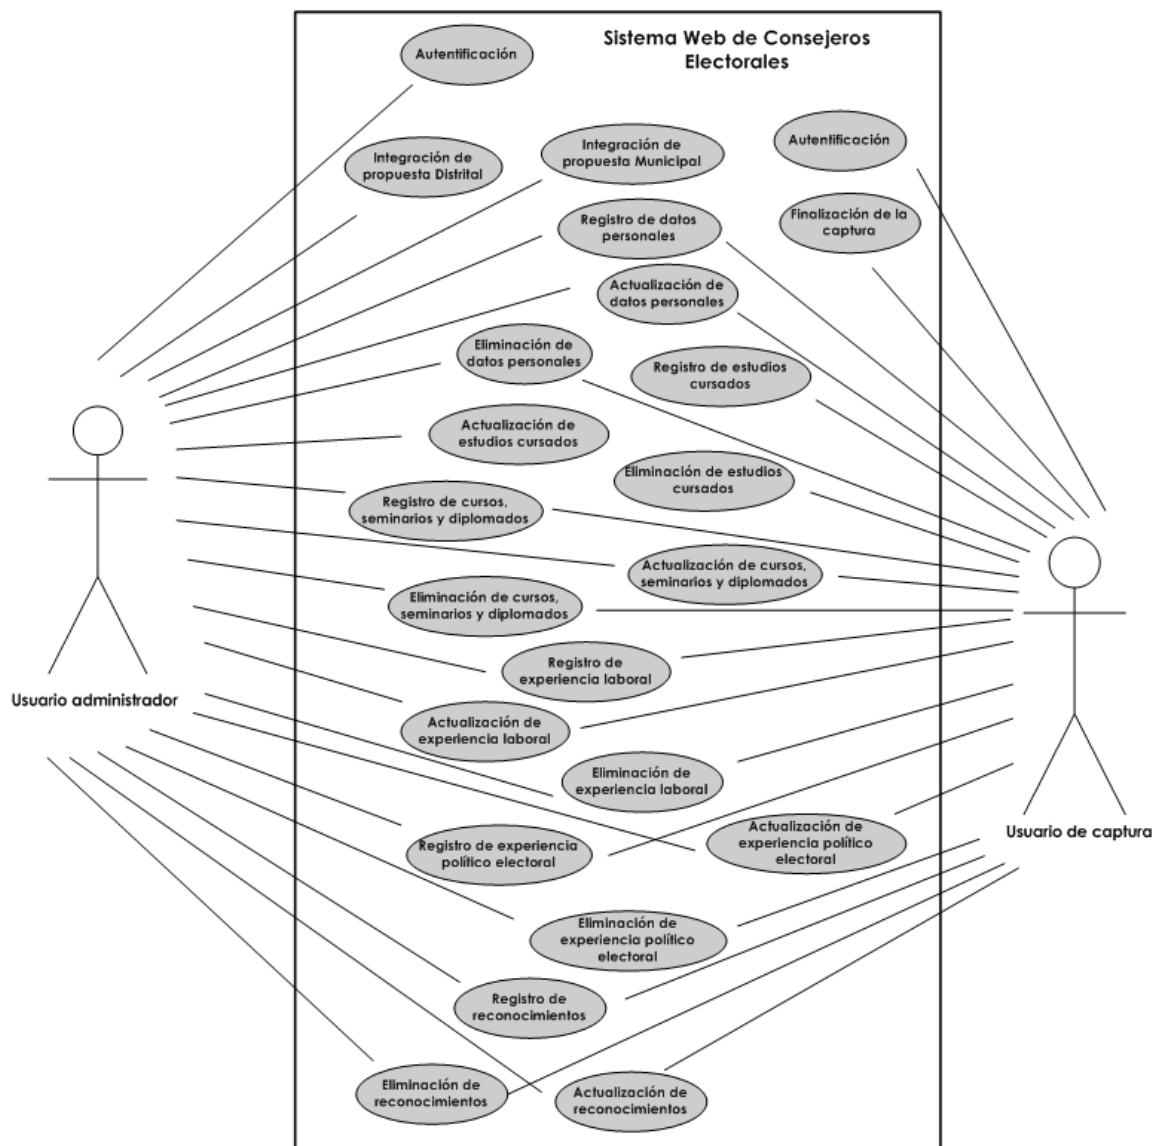 Sistema Web de Consejeros
Electorales
Autentificación
Autentificación
Integración de
propuesta Distrital
Integración de
propuesta Municipal
Registro de datos
personales
Finalización de la
captura
Actualización de
datos personales
Eliminación de
datos personales
Registro de estudios
cursados
Actualización de
estudios cursados
Eliminación de estudios
cursados
Registro de cursos,
seminarios y diplomados
Actualización de cursos,
seminarios y diplomados
Eliminación de cursos,
seminarios y diplomados
Registro de
experiencia laboral
Usuario administrador
Actualización de
experiencia laboral
Eliminación de
experiencia laboral
Usuario de captura
Registro de experiencia
político electoral
Actualización de
experiencia político
electoral
Eliminación de
experiencia político
electoral
Registro de
reconocimientos
Eliminación de
reconocimientos
Actualización de
reconocimientos